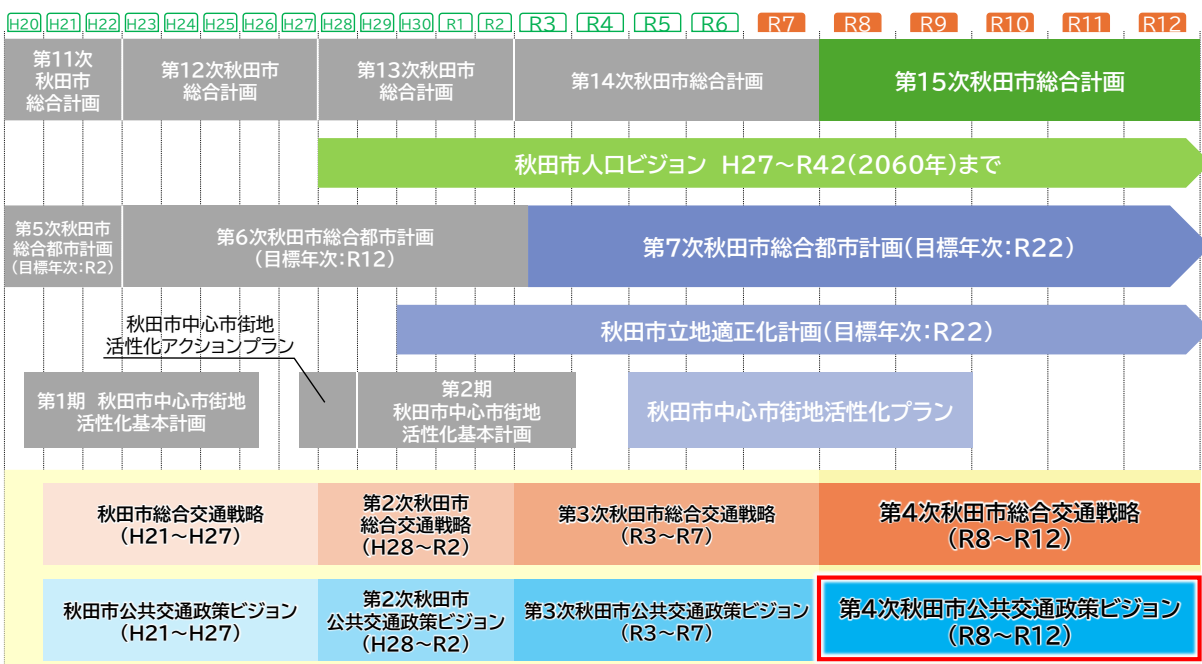 H20 H21 H22 H23 H24 H25 H26 H27 H28 H29 H30 R1 R2 R3 R4 R5 R6 R7 R8 R9 R10 R11 R12
第11次
秋田市
総合計画
第12次秋田市
総合計画
第13次秋田市
総合計画
第14次秋田市総合計画
第15次秋田市総合計画
秋田市人口ビジョン H27～R42(2060年)まで
第5次秋田市
総合都市計画
(目標年次:R2)
第6次秋田市総合都市計画
(目標年次:R12)
第7次秋田市総合都市計画(目標年次:R22)
秋田市中心市街地
活性化アクションプラン
秋田市立地適正化計画(目標年次:R22)
第1期 秋田市中心市街地
活性化基本計画
第2期
秋田市中心市街地
活性化基本計画
秋田市中心市街地活性化プラン
秋田市総合交通戦略
(H21～H27)
第2次秋田市
総合交通戦略
(H28～R2)
第3次秋田市総合交通戦略
(R3～R7)
第4次秋田市総合交通戦略
(R8～R12)
秋田市公共交通政策ビジョン
(H21～H27)
第2次秋田市
公共交通政策ビジョン
(H28～R2)
第3次秋田市公共交通政策ビジョン
(R3～R7)
第4次秋田市公共交通政策ビジョン
(R8～R12)